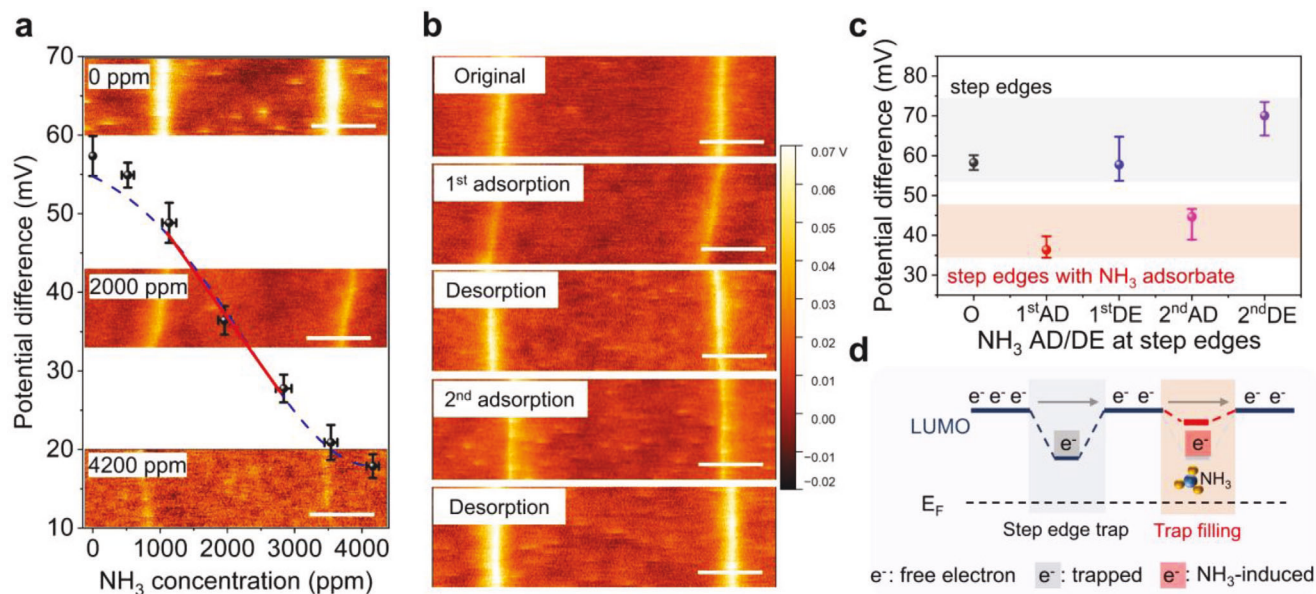 a
Potential difference (mV)
70
60
50
40
30
20
10
0 ppm
2000 ppm
4200 ppm
0 1000 2000 3000 4000
NH₃ concentration (ppm)
b
Original
1ˢᵗ adsorption
Desorption
2ⁿᵈ adsorption
Desorption
0.07 V
0.06
0.05
0.04
0.03
0.02
0.01
0.00
−0.01
−0.02
c
Potential difference (mV)
80
70
60
50
40
30
step edges
step edges with NH₃ adsorbate
O 1ˢᵗAD 1ˢᵗDE 2ⁿᵈAD 2ⁿᵈDE
NH₃ AD/DE at step edges
d
e⁻ e⁻ e⁻ e⁻ e⁻ e⁻ e⁻
LUMO
e⁻ e⁻
NH₃
E_F
Step edge trap Trap filling
e⁻: free electron e⁻: trapped e⁻: NH₃-induced